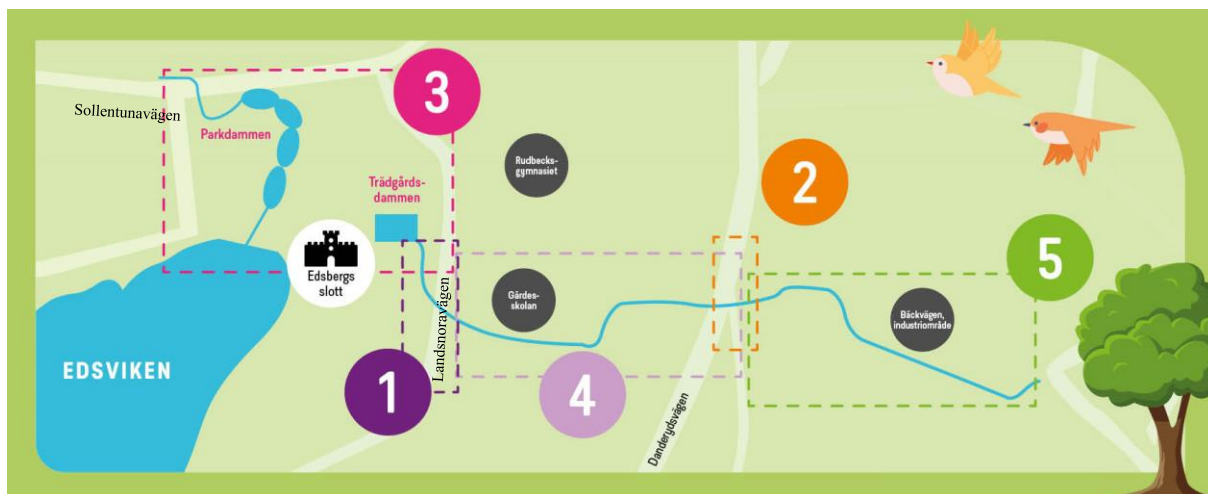 3
Sollentunavägen
Parkdammen
Rudbecks-
gymnasiet
2
Trädgårds-
dammen
5
Edsbergs
slott
Gärdes-
skolan
Landsnoravägen
Bäckvägen,
industriområde
EDSVIKEN
1
4
Danderydsvägen